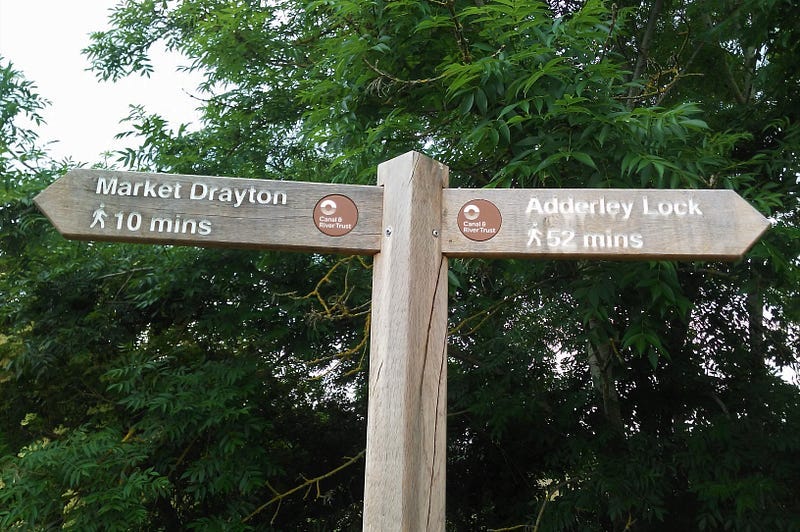 Market Drayton
10 mins
Canal &
River Trust
Adderley Lock
52 mins
Canal &
River Trust